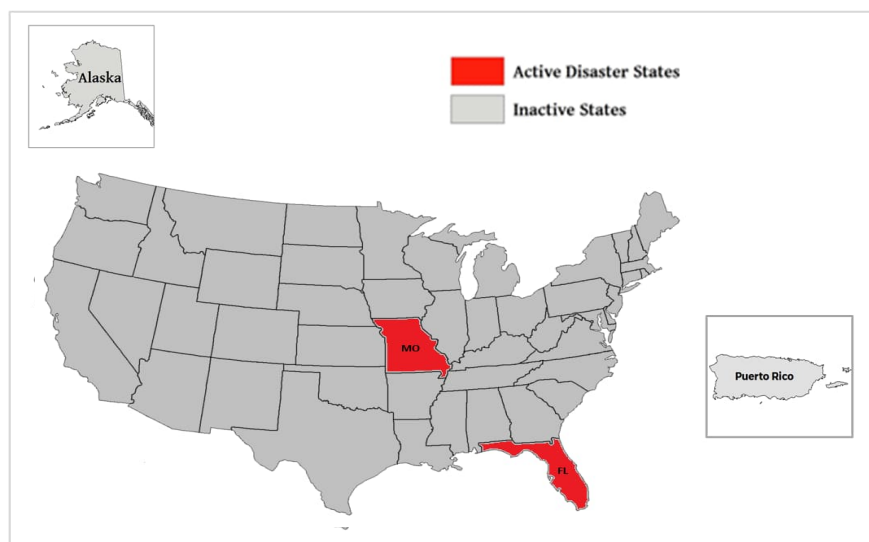 Alaska
Active Disaster States
Inactive States
MO
Puerto Rico
FL